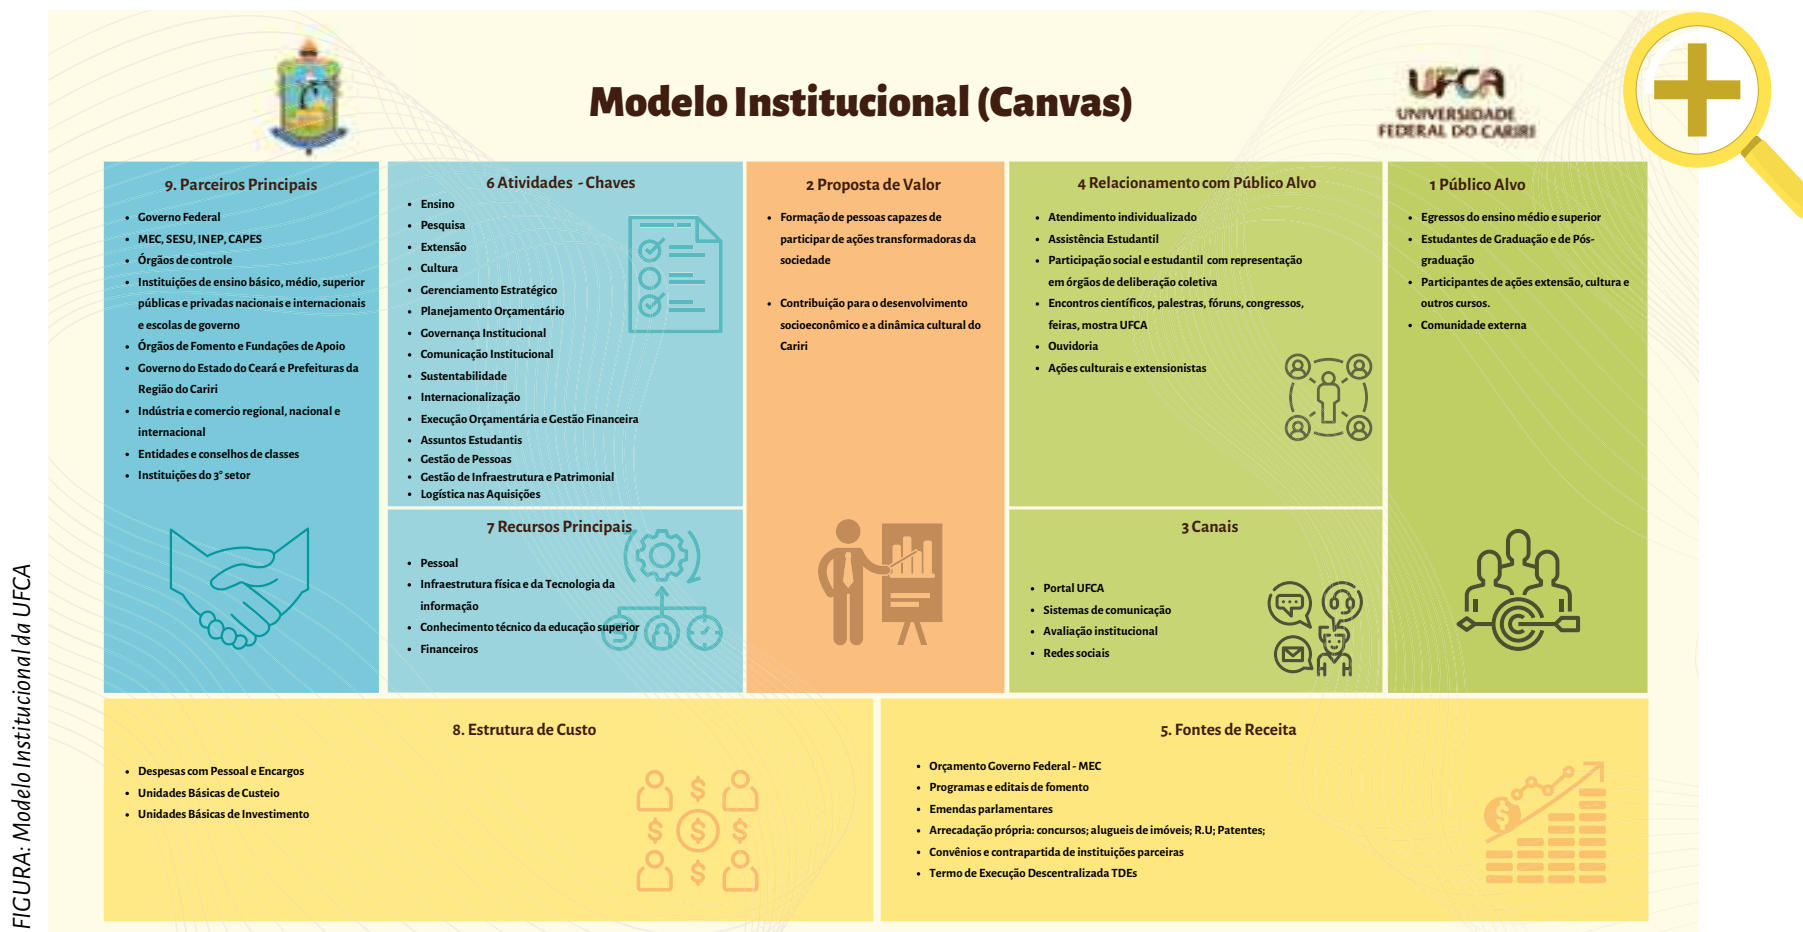 Modelo Institucional (Canvas)
UFCA
UNIVERSIDADE
FEDERAL DO CARIRI
9. Parceiros Principais
• Governo Federal
• MEC, SESU, INEP, CAPES
• Órgãos de controle
• Instituições de ensino básico, médio, superior
públicas e privadas nacionais e internacionais
e escolas de governo
• Órgãos de Fomento e Fundações de Apoio
• Governo do Estado do Ceará e Prefeituras da
Região do Cariri
• Indústria e comercio regional, nacional e
internacional
• Entidades e conselhos de classes
• Instituições do 3° setor
6 Atividades - Chaves
• Ensino
• Pesquisa
• Extensão
• Cultura
• Gerenciamento Estratégico
• Planejamento Orçamentário
• Governança Institucional
• Comunicação Institucional
• Sustentabilidade
• Internacionalização
• Execução Orçamentária e Gestão Financeira
• Assuntos Estudantis
• Gestão de Pessoas
• Gestão de Infraestrutura e Patrimonial
• Logística nas Aquisições
7 Recursos Principais
• Pessoal
• Infraestrutura física e da Tecnologia da
informação
• Conhecimento técnico da educação superior
• Financeiros
2 Proposta de Valor
• Formação de pessoas capazes de
participar de ações transformadoras da
sociedade
• Contribuição para o desenvolvimento
socioeconômico e a dinâmica cultural do
Cariri
4 Relacionamento com Público Alvo
• Atendimento individualizado
• Assistência Estudantil
• Participação social e estudantil com representação
em órgãos de deliberação coletiva
• Encontros científicos, palestras, fóruns, congressos,
feiras, mostra UFCA
• Ouvidoria
• Ações culturais e extensionistas
3 Canais
• Portal UFCA
• Sistemas de comunicação
• Avaliação institucional
• Redes sociais
1 Público Alvo
• Egressos do ensino médio e superior
• Estudantes de Graduação e de Pós-
graduação
• Participantes de ações extensão, cultura e
outros cursos.
• Comunidade externa
8. Estrutura de Custo
• Despesas com Pessoal e Encargos
• Unidades Básicas de Custeio
• Unidades Básicas de Investimento
5. Fontes de Receita
• Orçamento Governo Federal - MEC
• Programas e editais de fomento
• Emendas parlamentares
• Arrecadação própria: concursos; alugueis de imóveis; R.U; Patentes;
• Convênios e contrapartida de instituições parceiras
• Termo de Execução Descentralizada TDEs
FIGURA: Modelo Institucional da UFCA